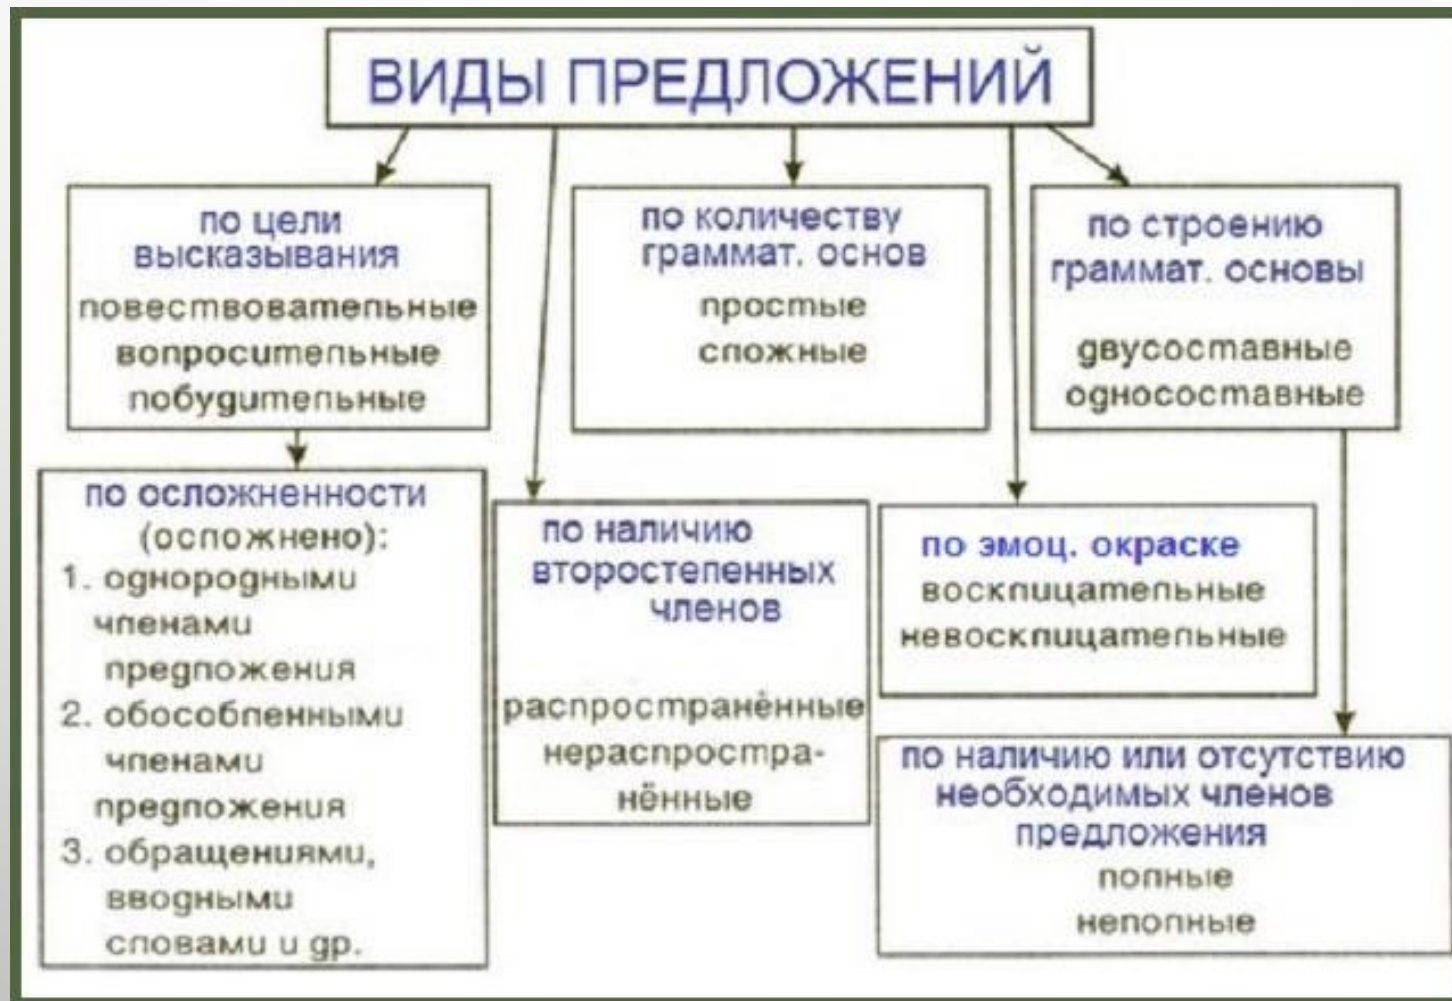 ВИДЫ ПРЕДЛОЖЕНИЙ
по цели
высказывания
повествовательные
вопросительные
побудительные
по количеству
граммат. основ
простые
сложные
по строению
граммат. основы
двусоставные
односоставные
по осложненности
(осложнено):
1. однородными
членами
предложения
2. обособленными
членами
предложения
3. обращениями,
вводными
словами и др.
по наличию
второстепенных
членов
распространённые
нераспростра-
нённые
по эмоц. окраске
восклицательные
невосклицательные
по наличию или отсутствию
необходимых членов
предложения
полные
неполные